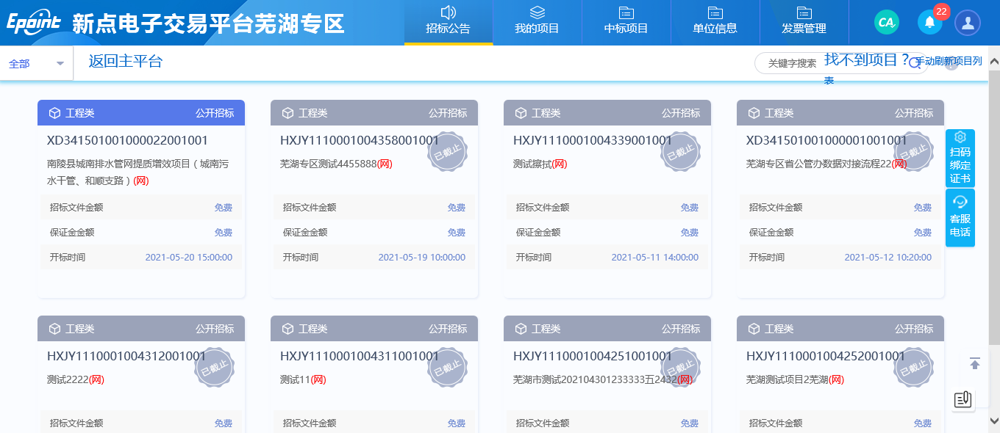 Epoint 新点电子交易平台芜湖专区
招标公告
我的项目
中标项目
单位信息
发票管理
CA
22
全部
返回主平台
关键字搜索
找不到项目？
手动刷新项目列
表
工程类 公开招标
XD341501001000022001001
南陵县城南排水管网提质增效项目（城南污
水干管、和顺支路）(网)
招标文件金额 免费
保证金金额 免费
开标时间 2021-05-20 15:00:00
工程类 公开招标
HXJY1110001004358001001
已截止
芜湖专区测试4455888(网)
招标文件金额 免费
保证金金额 免费
开标时间 2021-05-19 10:00:00
工程类 公开招标
HXJY1110001004339001001
已截止
测试擦拭(网)
招标文件金额 免费
保证金金额 免费
开标时间 2021-05-11 14:00:00
工程类 公开招标
XD341501001000001001001
已截止
芜湖专区省公管办数据对接流程22(网)
招标文件金额 免费
保证金金额 免费
开标时间 2021-05-12 10:20:00
扫码
绑定
证书
客服
电话
工程类 公开招标
HXJY1110001004312001001
已截止
测试2222(网)
招标文件金额 免费
工程类 公开招标
HXJY1110001004311001001
已截止
测试11(网)
招标文件金额 免费
工程类 公开招标
HXJY1110001004251001001
已截止
芜湖市测试202104301233333五2432(网)
招标文件金额 免费
工程类 公开招标
HXJY1110001004252001001
已截止
芜湖测试项目2芜湖(网)
招标文件金额 免费